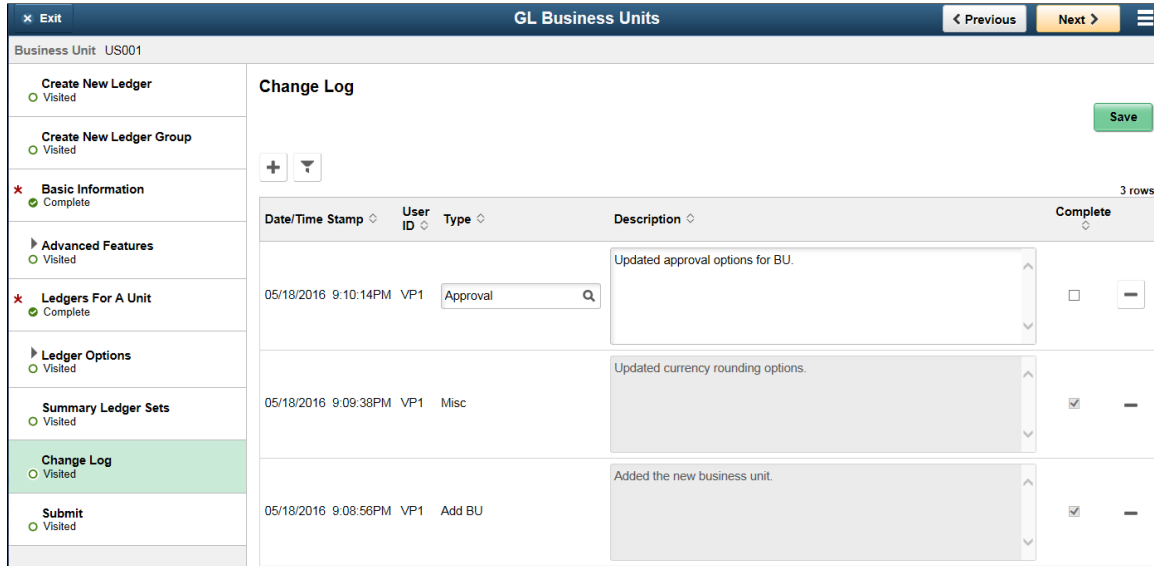 Exit
GL Business Units
Previous
Next
Business Unit US001
Create New Ledger
Visited
Create New Ledger Group
Visited
* Basic Information
Complete
Advanced Features
Visited
* Ledgers For A Unit
Complete
Ledger Options
Visited
Summary Ledger Sets
Visited
Change Log
Visited
Submit
Visited
Change Log
Save
3 rows
Date/Time Stamp User ID Type Description Complete
05/18/2016 9:10:14PM VP1 Approval Updated approval options for BU.
05/18/2016 9:09:38PM VP1 Misc Updated currency rounding options.
05/18/2016 9:08:56PM VP1 Add BU Added the new business unit.